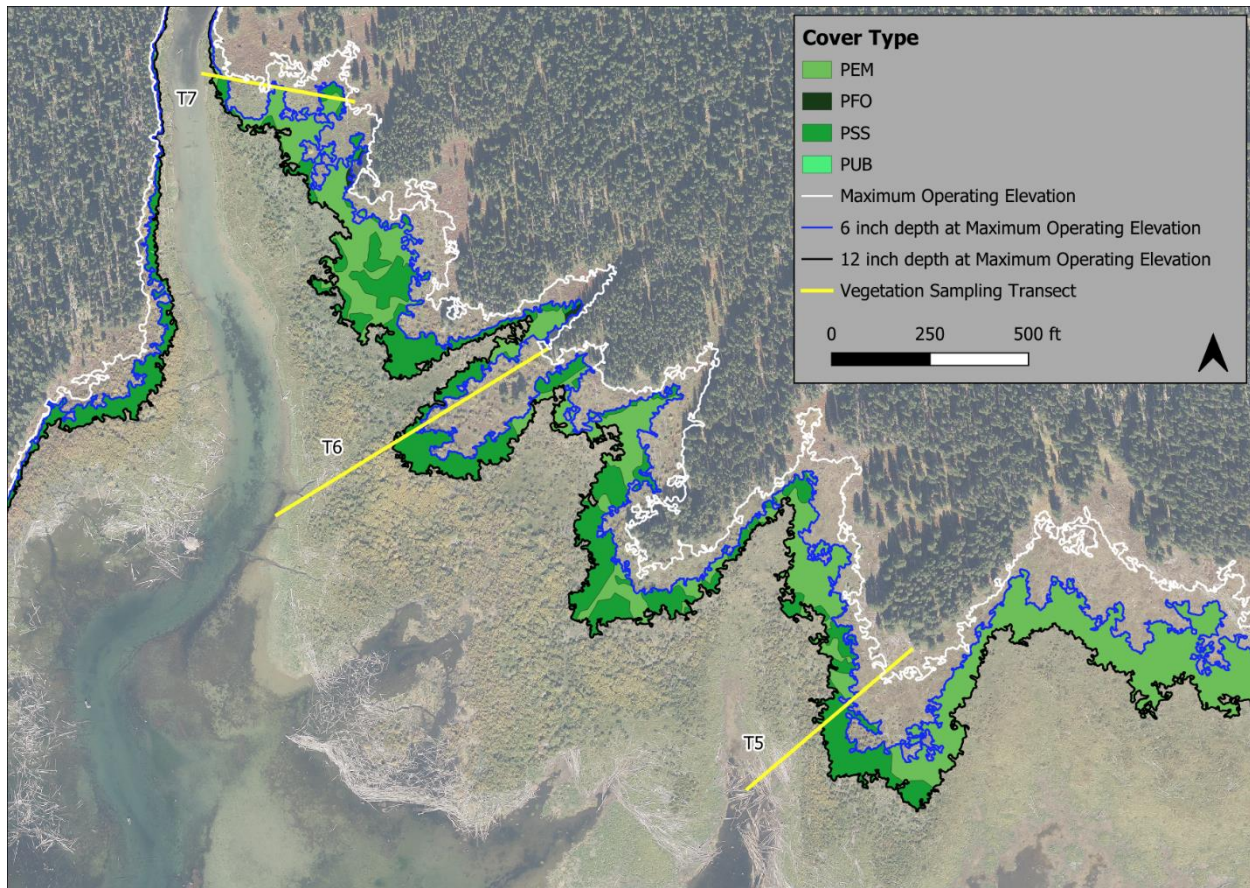 Cover Type
PEM
PFO
PSS
PUB
Maximum Operating Elevation
6 inch depth at Maximum Operating Elevation
12 inch depth at Maximum Operating Elevation
Vegetation Sampling Transect
0 250 500 ft
T7
T6
T5